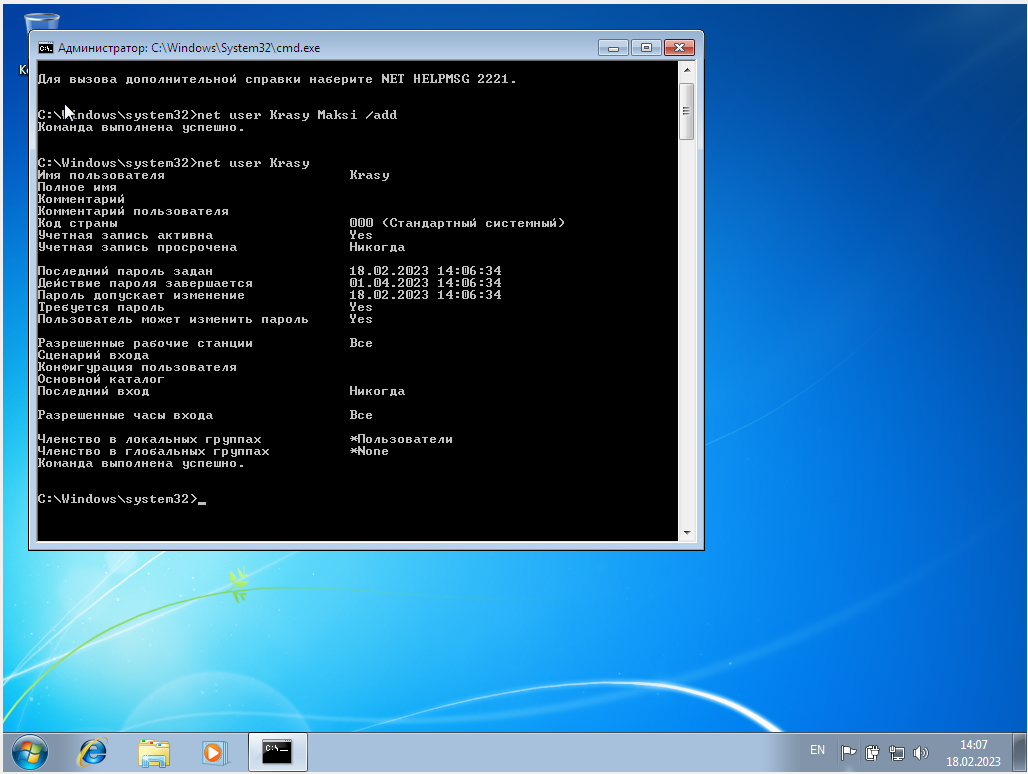 Администратор: C:\Windows\System32\cmd.exe
Для вызова дополнительной справки наберите NET HELPMSG 2221.
C:\Windows\system32>net user Krasy Maksi /add
Команда выполнена успешно.
C:\Windows\system32>net user Krasy
Имя пользователя Krasy
Полное имя
Комментарий
Комментарий пользователя
Код страны 000 (Стандартный системный)
Учетная запись активна Yes
Учетная запись просрочена Никогда
Последний пароль задан 18.02.2023 14:06:34
Действие пароля завершается 01.04.2023 14:06:34
Пароль допускает изменение 18.02.2023 14:06:34
Требуется пароль Yes
Пользователь может изменить пароль Yes
Разрешенные рабочие станции Все
Сценарий входа
Конфигурация пользователя
Основной каталог
Последний вход Никогда
Разрешенные часы входа Все
Членство в локальных группах *Пользователи
Членство в глобальных группах *None
Команда выполнена успешно.
C:\Windows\system32>_
EN
14:07
18.02.2023